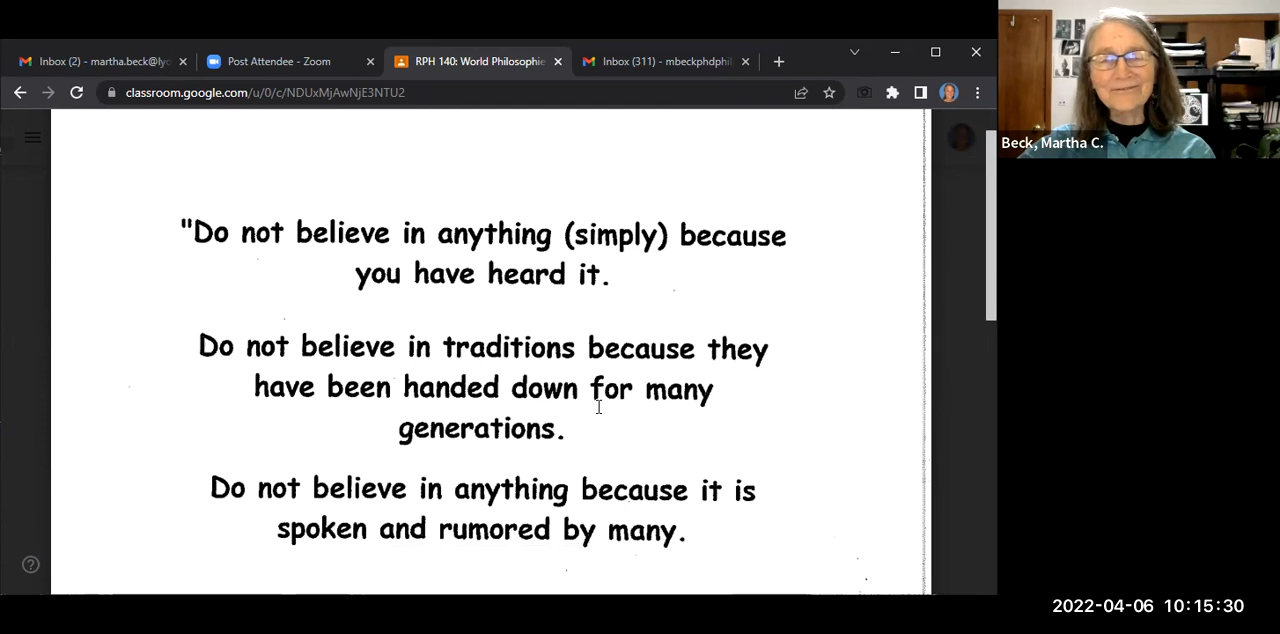 Inbox (2) - martha.beck@lyo
Post Attendee - Zoom
RPH 140: World Philosophie
Inbox (311) - mbeckphdphil
classroom.google.com/u/0/c/NDUxMjAwNjE3NTU2
Beck, Martha C.
"Do not believe in anything (simply) because
you have heard it.
Do not believe in traditions because they
have been handed down for many
generations.
Do not believe in anything because it is
spoken and rumored by many.
2022-04-06 10:15:30